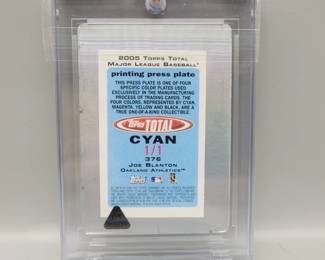 2005 TOPPS TOTAL
MAJOR LEAGUE BASEBALL
printing press plate
THIS PRESS PLATE IS ONE OF FOUR
SPECIFIC COLOR PLATES USED
EXCLUSIVELY IN THE MANUFACTURING
PROCESS OF TRADING CARDS. THE
FOUR COLORS, REPRESENTED BY CYAN,
MAGENTA, YELLOW AND BLACK, ARE A
TRUE ONE-OF-A-KIND COLLECTIBLE.
Topps TOTAL
CYAN
1/1
376
JOE BLANTON
OAKLAND ATHLETICS™